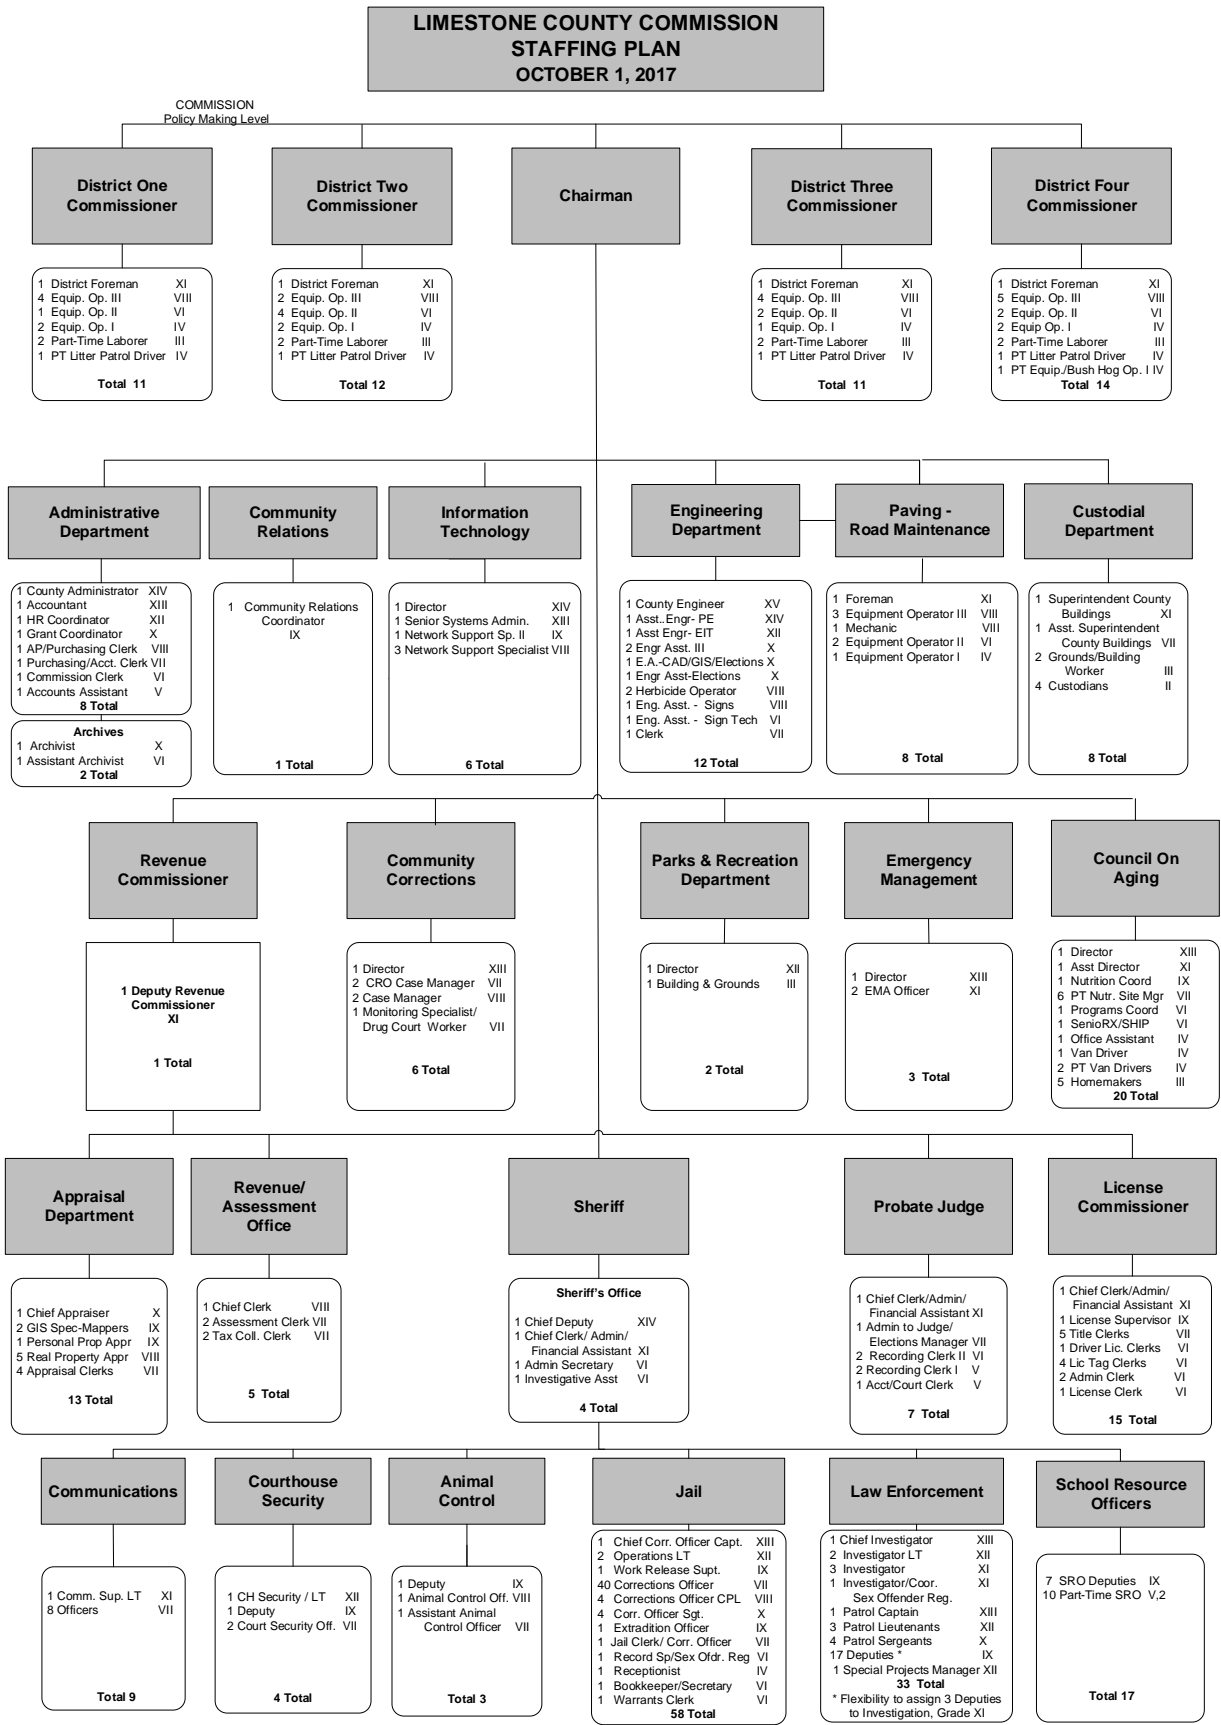 LIMESTONE COUNTY COMMISSION
STAFFING PLAN
OCTOBER 1, 2017
COMMISSION
Policy Making Level
District One
Commissioner
1 District Foreman XI
4 Equip. Op. III VIII
1 Equip. Op. II VI
2 Equip. Op. I IV
2 Part-Time Laborer III
1 PT Litter Patrol Driver IV
Total 11
District Two
Commissioner
1 District Foreman XI
2 Equip. Op. III VIII
4 Equip. Op. II VI
2 Equip. Op. I IV
2 Part-Time Laborer III
1 PT Litter Patrol Driver IV
Total 12
Chairman
District Three
Commissioner
1 District Foreman XI
4 Equip. Op. III VIII
2 Equip. Op. II VI
1 Equip. Op. I IV
2 Part-Time Laborer III
1 PT Litter Patrol Driver IV
Total 11
District Four
Commissioner
1 District Foreman XI
5 Equip. Op. III VIII
2 Equip. Op. II VI
2 Equip Op. I IV
2 Part-Time Laborer III
1 PT Litter Patrol Driver IV
1 PT Equip./Bush Hog Op. I IV
Total 14
Administrative
Department
1 County Administrator XIV
1 Accountant XIII
1 HR Coordinator XII
1 Grant Coordinator X
1 AP/Purchasing Clerk VIII
1 Purchasing/Acct. Clerk VII
1 Commission Clerk VI
1 Accounts Assistant V
8 Total
Archives
1 Archivist X
1 Assistant Archivist VI
2 Total
Community
Relations
1 Community Relations
Coordinator
IX
1 Total
Information
Technology
1 Director XIV
1 Senior Systems Admin. XIII
1 Network Support Sp. II IX
3 Network Support Specialist VIII
6 Total
Engineering
Department
1 County Engineer XV
1 Asst..Engr- PE XIV
1 Asst Engr- EIT XII
2 Engr Asst. III X
1 E.A.-CAD/GIS/Elections X
1 Engr Asst-Elections X
2 Herbicide Operator VIII
1 Eng. Asst. - Signs VIII
1 Eng. Asst. - Sign Tech VI
1 Clerk VII
12 Total
Paving -
Road Maintenance
1 Foreman XI
3 Equipment Operator III VIII
1 Mechanic VIII
2 Equipment Operator II VI
1 Equipment Operator I IV
8 Total
Custodial
Department
1 Superintendent County
Buildings XI
1 Asst. Superintendent
County Buildings VII
2 Grounds/Building
Worker III
4 Custodians II
8 Total
Revenue
Commissioner
1 Deputy Revenue
Commissioner
XI
1 Total
Community
Corrections
1 Director XIII
2 CRO Case Manager VII
2 Case Manager VIII
1 Monitoring Specialist/
Drug Court Worker VII
6 Total
Parks & Recreation
Department
1 Director XII
1 Building & Grounds III
2 Total
Emergency
Management
1 Director XIII
2 EMA Officer XI
3 Total
Council On
Aging
1 Director XIII
1 Asst Director XI
1 Nutrition Coord IX
6 PT Nutr. Site Mgr VII
1 Programs Coord VI
1 SenioRX/SHIP VI
1 Office Assistant IV
1 Van Driver IV
2 PT Van Drivers IV
5 Homemakers III
20 Total
Appraisal
Department
1 Chief Appraiser X
2 GIS Spec-Mappers IX
1 Personal Prop Appr IX
5 Real Property Appr VIII
4 Appraisal Clerks VII
13 Total
Revenue/
Assessment
Office
1 Chief Clerk VIII
2 Assessment Clerk VII
2 Tax Coll. Clerk VII
5 Total
Sheriff
Sheriff's Office
1 Chief Deputy XIV
1 Chief Clerk/ Admin/
Financial Assistant XI
1 Admin Secretary VI
1 Investigative Asst VI
4 Total
Probate Judge
1 Chief Clerk/Admin/
Financial Assistant XI
1 Admin to Judge/
Elections Manager VII
2 Recording Clerk II VI
2 Recording Clerk I V
1 Acct/Court Clerk V
7 Total
License
Commissioner
1 Chief Clerk/Admin/
Financial Assistant XI
1 License Supervisor IX
5 Title Clerks VII
1 Driver Lic. Clerks VI
4 Lic Tag Clerks VI
2 Admin Clerk VI
1 License Clerk VI
15 Total
Communications
1 Comm. Sup. LT XI
8 Officers VII
Total 9
Courthouse
Security
1 CH Security / LT XII
1 Deputy IX
2 Court Security Off. VII
4 Total
Animal
Control
1 Deputy IX
1 Animal Control Off. VIII
1 Assistant Animal
Control Officer VII
Total 3
Jail
1 Chief Corr. Officer Capt. XIII
2 Operations LT XII
1 Work Release Supt. IX
40 Corrections Officer VII
4 Corrections Officer CPL VIII
4 Corr. Officer Sgt. X
1 Extradition Officer IX
1 Jail Clerk/ Corr. Officer VII
1 Record Sp/Sex Ofdr. Reg VI
1 Receptionist IV
1 Bookkeeper/Secretary VI
1 Warrants Clerk VI
58 Total
Law Enforcement
1 Chief Investigator XIII
2 Investigator LT XII
3 Investigator XI
1 Investigator/Coor. XI
Sex Offender Reg.
1 Patrol Captain XIII
3 Patrol Lieutenants XII
4 Patrol Sergeants X
17 Deputies * IX
1 Special Projects Manager XII
33 Total
* Flexibility to assign 3 Deputies
to Investigation, Grade XI
School Resource
Officers
7 SRO Deputies IX
10 Part-Time SRO V,2
Total 17